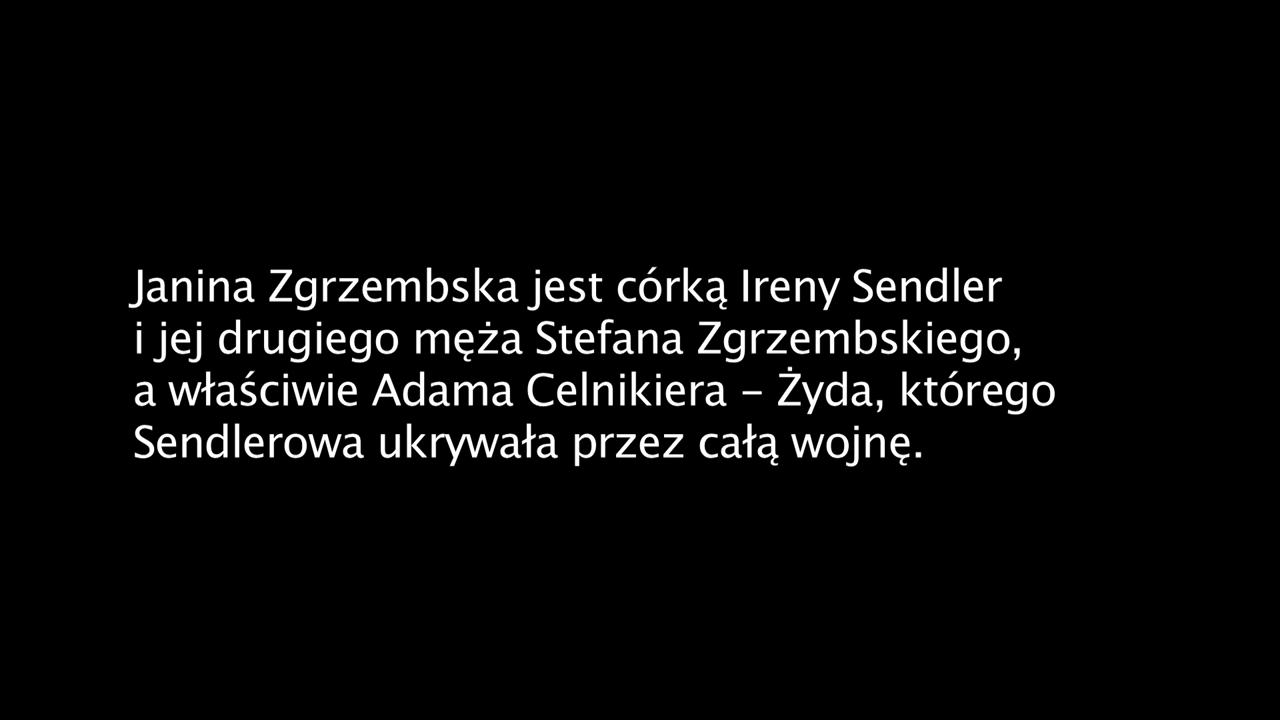 Janina Zgrzembska jest córką Ireny Sendler
i jej drugiego męża Stefana Zgrzembskiego,
a właściwie Adama Celnikiera – Żyda, którego
Sendlerowa ukrywała przez całą wojnę.